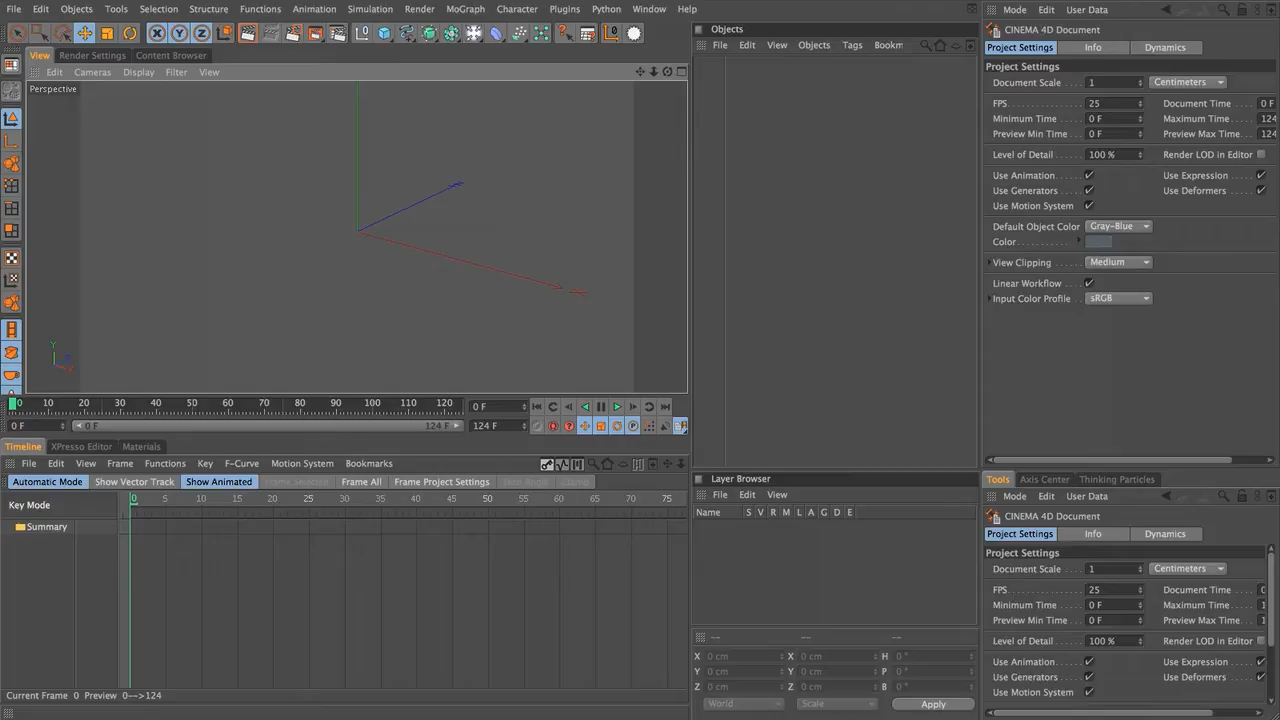 File Edit Objects Tools Selection Structure Functions Animation Simulation Render MoGraph Character Plugins Python Window Help
View Render Settings Content Browser
Edit Cameras Display Filter View
Perspective
Y
0 10 20 30 40 50 60 70 80 90 100 110 120 0 F
0 F 0 F 124 F 124 F
Timeline XPresso Editor Materials
File Edit View Frame Functions Key F-Curve Motion System Bookmarks
Automatic Mode Show Vector Track Show Animated Frame All Frame Project Settings
Key Mode 0 5 10 15 20 25 30 35 40 45 50 55 60 65 70 75
Summary
Current Frame 0 Preview 0-->124
Objects
File Edit View Objects Tags Bookm
Layer Browser
File Edit View
Name S V R M L A G D E
-- -- --
X 0 cm X 0 cm H 0 °
Y 0 cm Y 0 cm P 0 °
Z 0 cm Z 0 cm B 0 °
World Scale Apply
Mode Edit User Data
CINEMA 4D Document
Project Settings Info Dynamics
Project Settings
Document Scale 1 Centimeters
FPS 25 Document Time 0 F
Minimum Time 0 F Maximum Time 124
Preview Min Time 0 F Preview Max Time 124
Level of Detail 100 % Render LOD in Editor
Use Animation Use Expression
Use Generators Use Deformers
Use Motion System
Default Object Color Gray-Blue
Color
View Clipping Medium
Linear Workflow
Input Color Profile sRGB
Tools Axis Center Thinking Particles
Mode Edit User Data
CINEMA 4D Document
Project Settings Info Dynamics
Project Settings
Document Scale 1 Centimeters
FPS 25 Document Time
Minimum Time 0 F Maximum Time 1
Preview Min Time 0 F Preview Max Time 1
Level of Detail 100 % Render LOD in Editor
Use Animation Use Expression
Use Generators Use Deformers
Use Motion System